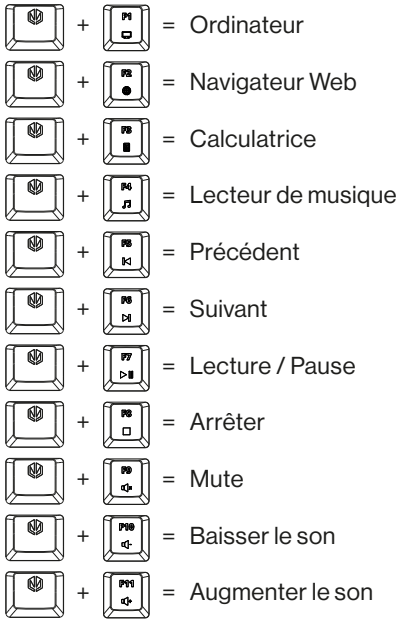 + F1 = Ordinateur
+ F2 = Navigateur Web
+ F3 = Calculatrice
+ F4 = Lecteur de musique
+ F5 = Précédent
+ F6 = Suivant
+ F7 = Lecture / Pause
+ F8 = Arrêter
+ F9 = Mute
+ F10 = Baisser le son
+ F11 = Augmenter le son